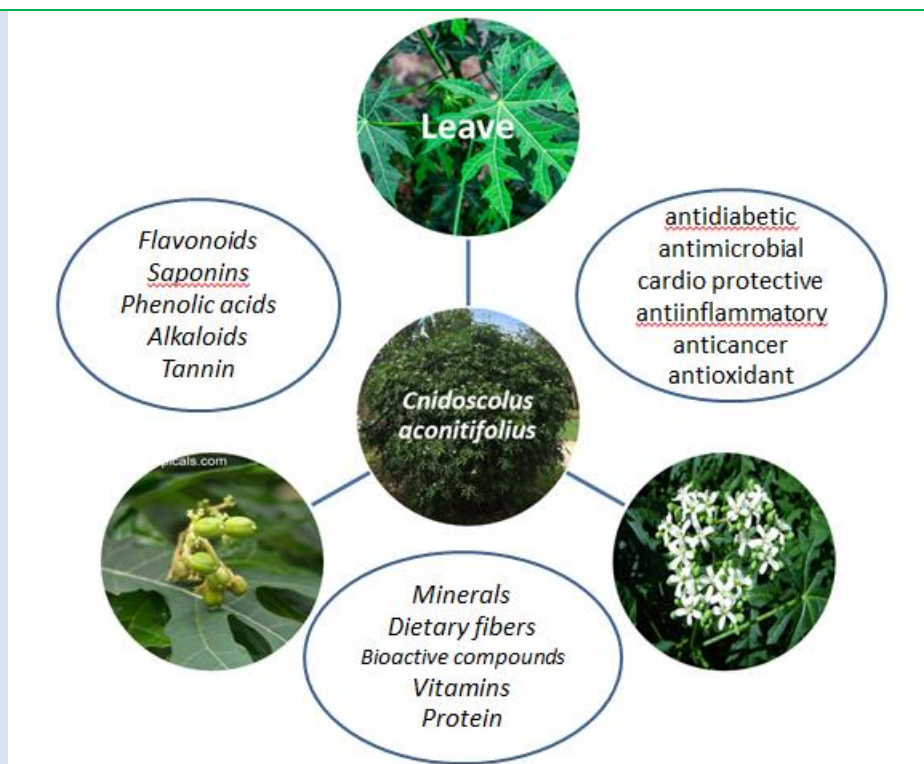 Leave
Flavonoids
Saponins
Phenolic acids
Alkaloids
Tannin
antidiabetic
antimicrobial
cardio protective
antiinflammatory
anticancer
antioxidant
Cnidoscolus
aconitifolius
picals.com
Minerals
Dietary fibers
Bioactive compounds
Vitamins
Protein